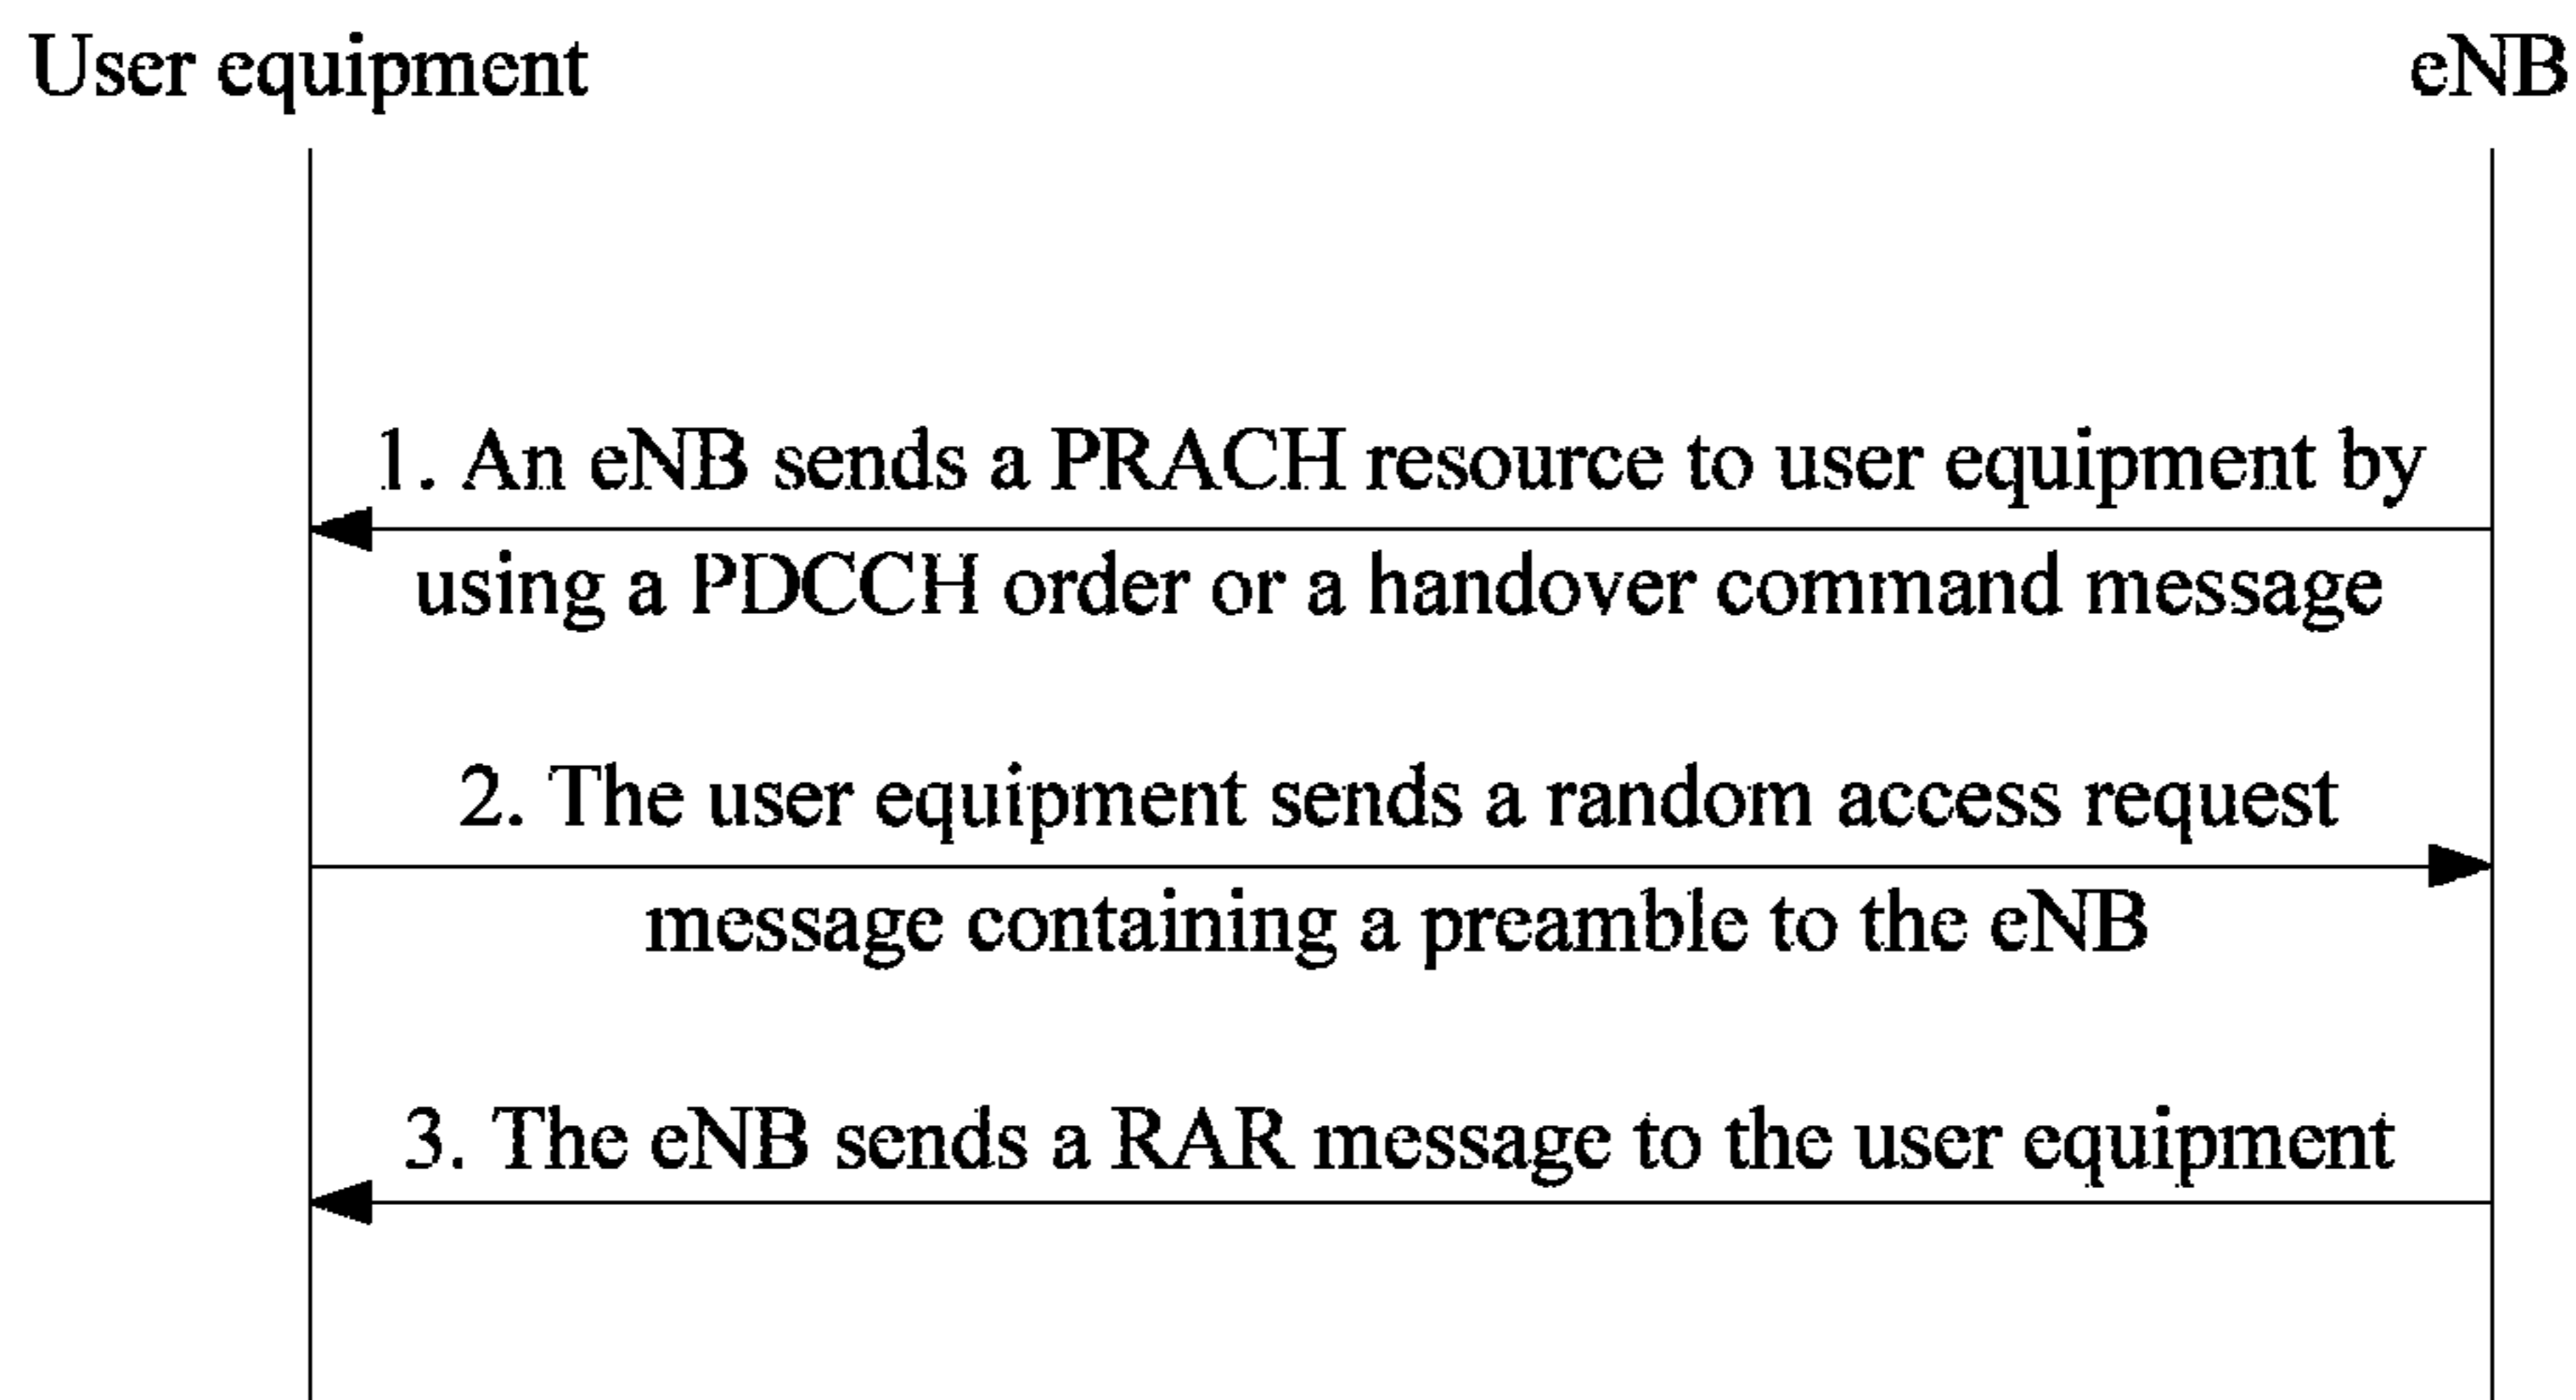 User equipment
eNB
1. An eNB sends a PRACH resource to user equipment by
using a PDCCH order or a handover command message
2. The user equipment sends a random access request
message containing a preamble to the eNB
3. The eNB sends a RAR message to the user equipment